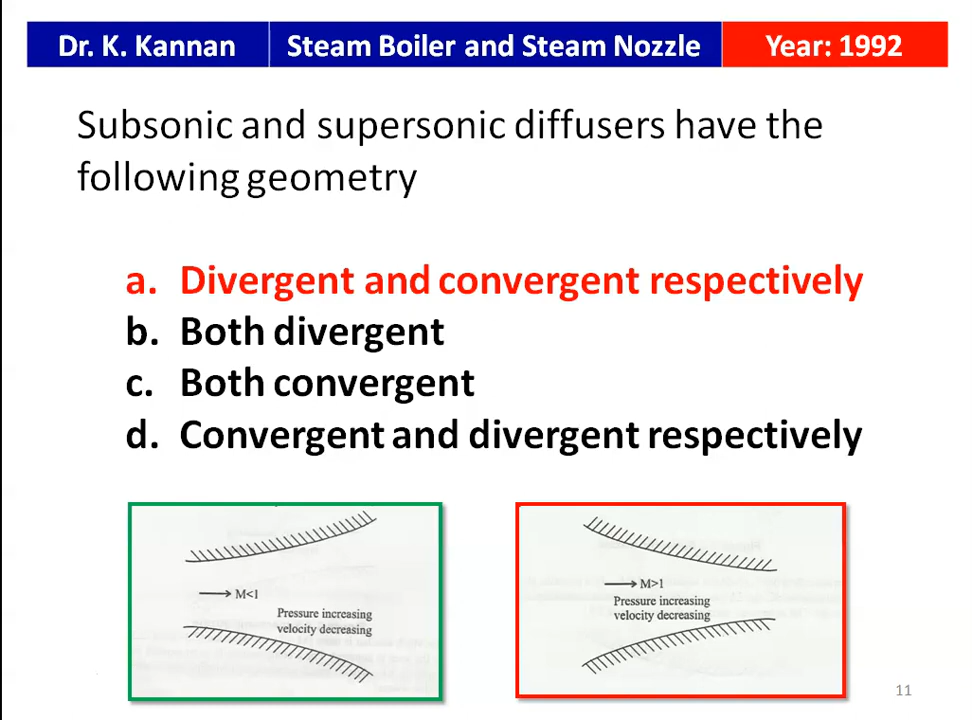 Dr. K. Kannan Steam Boiler and Steam Nozzle Year: 1992
Subsonic and supersonic diffusers have the
following geometry
a. Divergent and convergent respectively
b. Both divergent
c. Both convergent
d. Convergent and divergent respectively
M<1
Pressure increasing
velocity decreasing
M>1
Pressure increasing
velocity decreasing
11